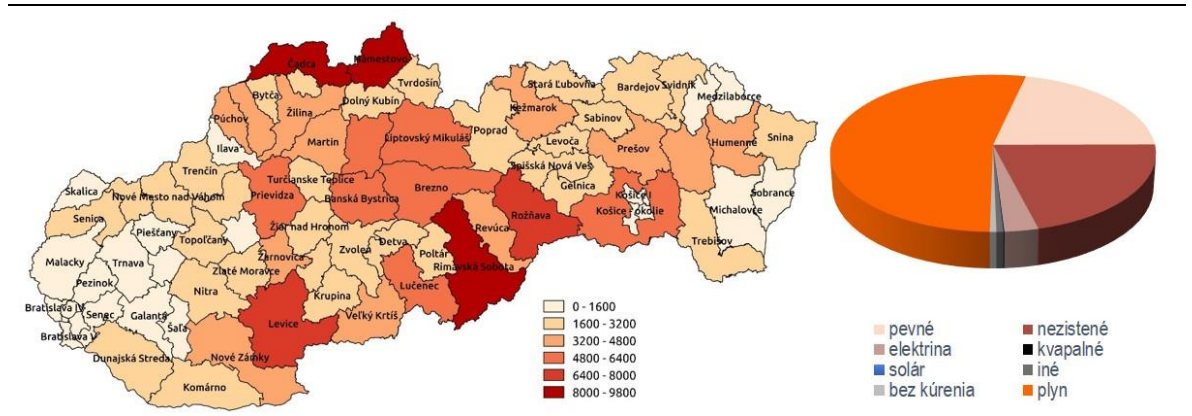 Čadca
Námestovo
Tvrdošín
Bytča
Dolný Kubín
Púchov
Žilina
Ilava
Martin
Liptovský Mikuláš
Poprad
Kežmarok
Stará Ľubovňa
Bardejov
Svidník
Medzilaborce
Sabinov
Levoča
Prešov
Humenné
Snina
Spišská Nová Ves
Gelnica
Trenčín
Turčianske Teplice
Prievidza
Banská Bystrica
Brezno
Rožňava
Košice I
Košice - okolie
Sobrance
Michalovce
Trebišov
Skalica
Nové Mesto nad Váhom
Senica
Piešťany
Topoľčany
Žiar nad Hronom
Žarnovica
Zvolen
Detva
Poltár
Revúca
Rimavská Sobota
Malacky
Trnava
Zlaté Moravce
Pezinok
Nitra
Krupina
Lučenec
Bratislava IV
Senec
Galanta
Bratislava V
Šaľa
Levice
Veľký Krtíš
Dunajská Streda
Nové Zámky
Komárno
0 - 1600
1600 - 3200
3200 - 4800
4800 - 6400
6400 - 8000
8000 - 9800
pevné
nezistené
elektrina
kvapalné
solár
iné
bez kúrenia
plyn